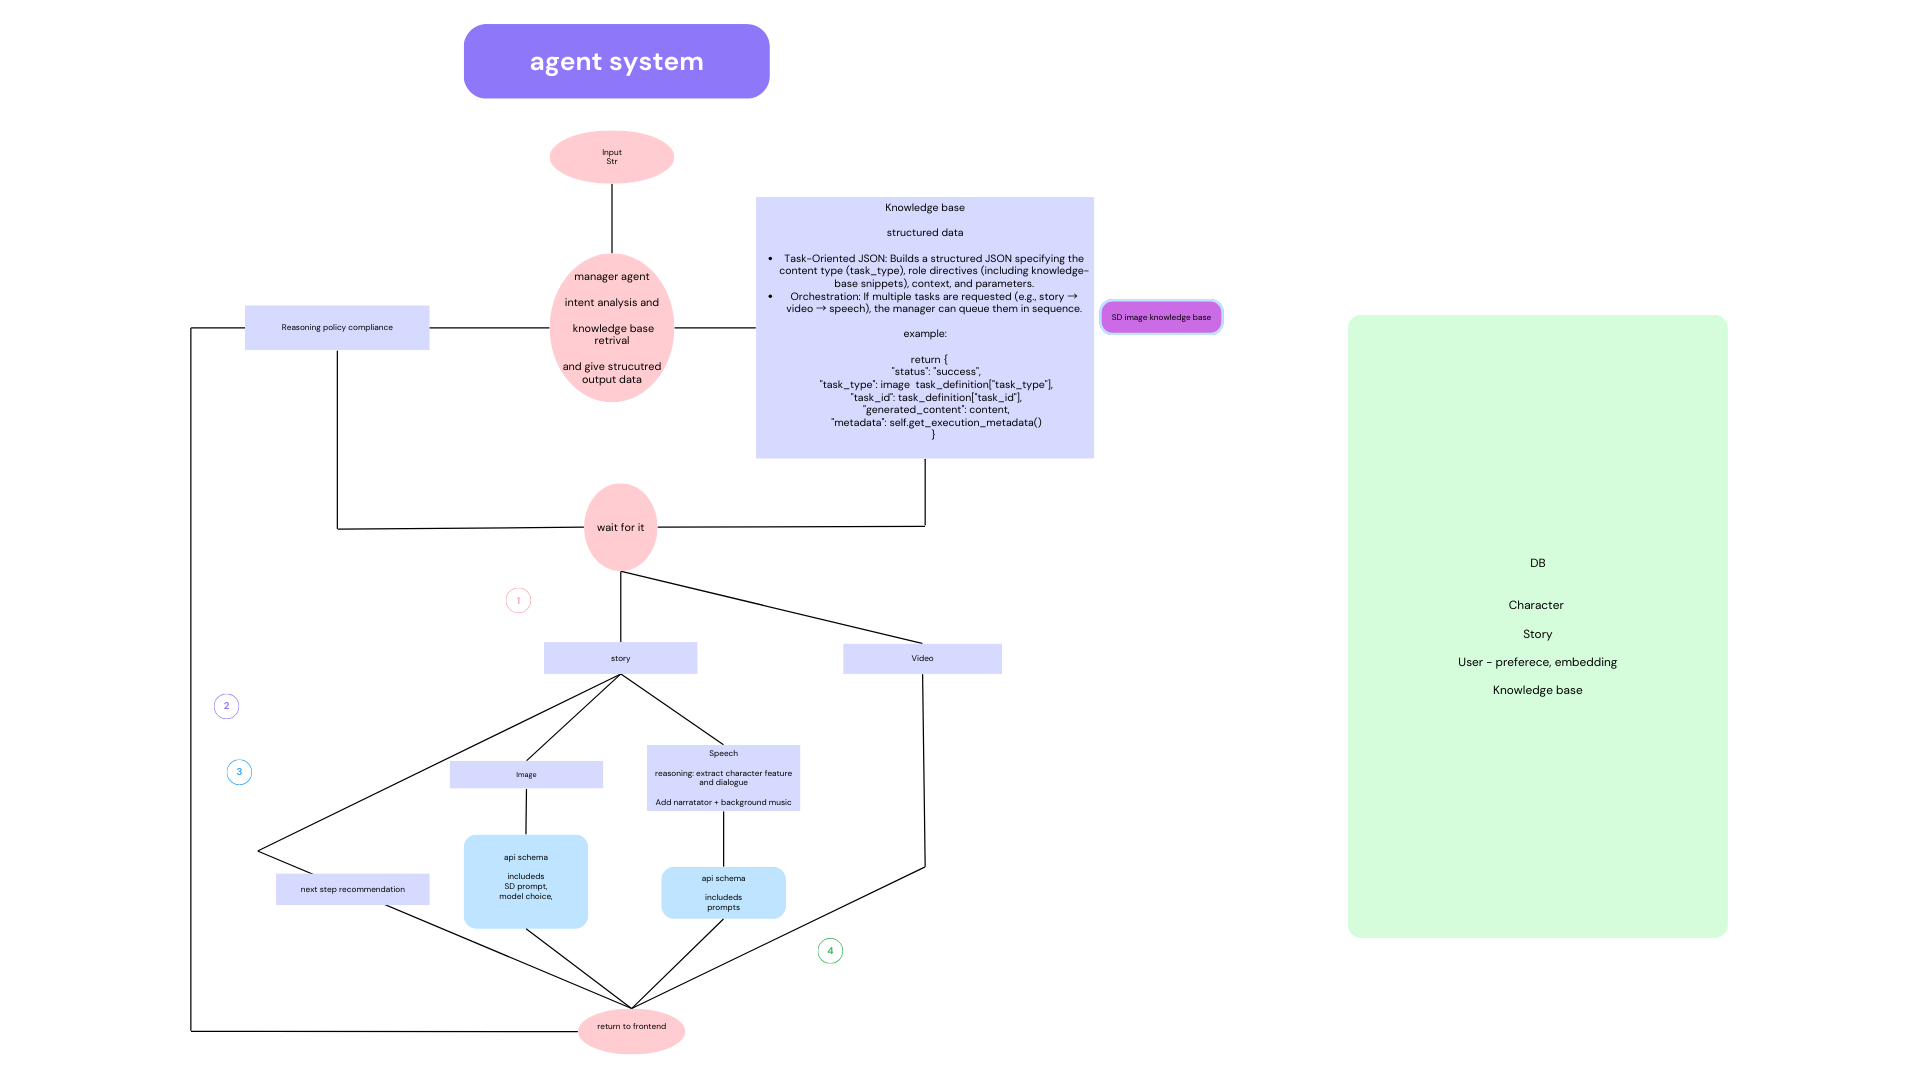 agent system
Input
Str
manager agent
intent analysis and
knowledge base
retrival
and give strucutred
output data
Reasoning policy compliance
Knowledge base
structured data
• Task-Oriented JSON: Builds a structured JSON specifying the
content type (task_type), role directives (including knowledge-
base snippets), context, and parameters.
• Orchestration: If multiple tasks are requested (e.g., story →
video → speech), the manager can queue them in sequence.
example:
return {
"status": "success",
"task_type": image  task_definition["task_type"],
"task_id": task_definition["task_id"],
"generated_content": content,
"metadata": self.get_execution_metadata()
}
SD image knowledge base
wait for it
1
story
Video
2
3
Image
Speech
reasoning: extract character feature
and dialogue
Add narratator + background music
api schema
includeds
SD prompt,
model choice,
api schema
includeds
prompts
next step recommendation
4
return to frontend
DB
Character
Story
User - preferece, embedding
Knowledge base